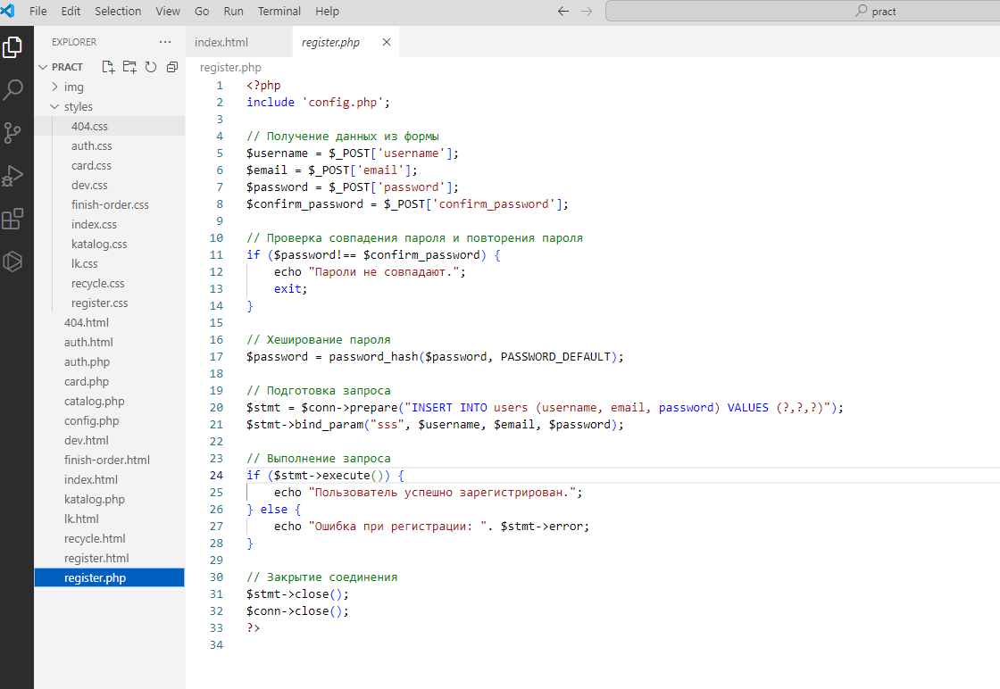 File Edit Selection View Go Run Terminal Help
pract
EXPLORER
PRACT
img
styles
404.css
auth.css
card.css
dev.css
finish-order.css
index.css
katalog.css
lk.css
recycle.css
register.css
404.html
auth.html
auth.php
card.php
catalog.php
config.php
dev.html
finish-order.html
index.html
katalog.php
lk.html
recycle.html
register.html
register.php
index.html register.php
register.php
1 <?php
2 include 'config.php';
3
4 // Получение данных из формы
5 $username = $_POST['username'];
6 $email = $_POST['email'];
7 $password = $_POST['password'];
8 $confirm_password = $_POST['confirm_password'];
9
10 // Проверка совпадения пароля и повторения пароля
11 if ($password!== $confirm_password) {
12 echo "Пароли не совпадают.";
13 exit;
14 }
15
16 // Хеширование пароля
17 $password = password_hash($password, PASSWORD_DEFAULT);
18
19 // Подготовка запроса
20 $stmt = $conn->prepare("INSERT INTO users (username, email, password) VALUES (?,?,?)");
21 $stmt->bind_param("sss", $username, $email, $password);
22
23 // Выполнение запроса
24 if ($stmt->execute()) {
25 echo "Пользователь успешно зарегистрирован.";
26 } else {
27 echo "Ошибка при регистрации: ". $stmt->error;
28 }
29
30 // Закрытие соединения
31 $stmt->close();
32 $conn->close();
33 ?>
34